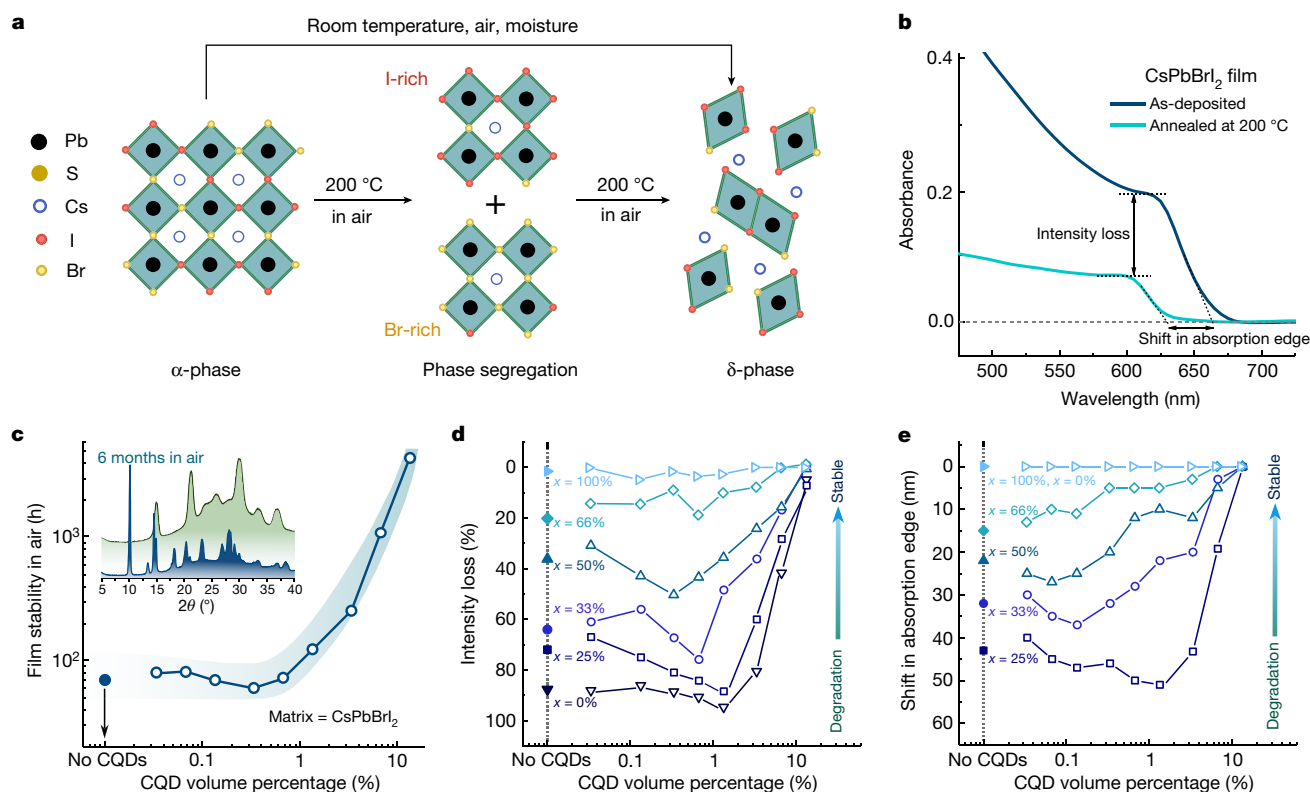 a
Room temperature, air, moisture
Pb
S
Cs
I
Br
200 °C
in air
I-rich
+
Br-rich
200 °C
in air
α-phase
Phase segregation
δ-phase
b
0.4
0.2
0.0
Absorbance
CsPbBrI₂ film
As-deposited
Annealed at 200 °C
Intensity loss
Shift in absorption edge
500 550 600 650 700
Wavelength (nm)
c
6 months in air
5 10 15 20 25 30 35 40
2θ (°)
10³
10²
Film stability in air (h)
Matrix = CsPbBrI₂
No CQDs 0.1 1 10
CQD volume percentage (%)
d
0
20
40
60
80
100
Intensity loss (%)
x = 100%
x = 66%
x = 50%
x = 33%
x = 25%
x = 0%
Stable
Degradation
No CQDs 0.1 1 10
CQD volume percentage (%)
e
0
10
20
30
40
50
60
Shift in absorption edge (nm)
x = 100%, x = 0%
x = 66%
x = 50%
x = 33%
x = 25%
Stable
Degradation
No CQDs 0.1 1 10
CQD volume percentage (%)